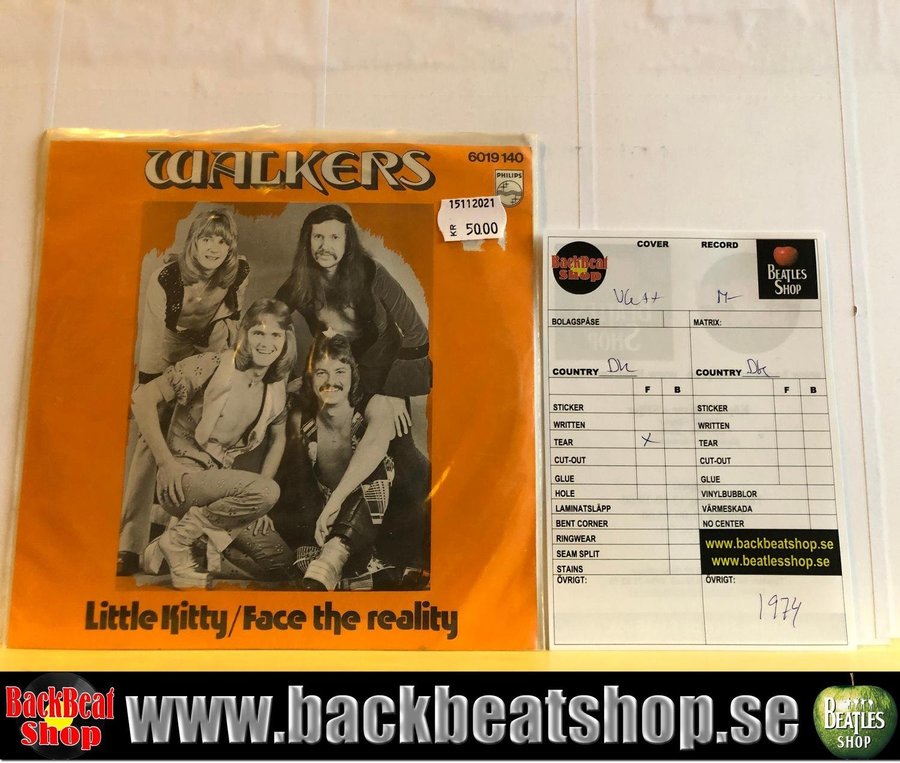 WALKERS
6019 140
PHILIPS
15112021
KR 50.00
Little Kitty/Face the reality
COVER RECORD
BackBeat Shop
BEATLES SHOP
VG++ M-
BOLAGSPÅSE MATRIX:
COUNTRY Dk COUNTRY Dk
F B F B
STICKER STICKER
WRITTEN WRITTEN
TEAR X TEAR
CUT-OUT CUT-OUT
GLUE GLUE
HOLE VINYLBUBBLOR
LAMINATSLÄPP VÄRMESKADA
BENT CORNER NO CENTER
RINGWEAR
SEAM SPLIT
STAINS
www.backbeatshop.se
www.beatlesshop.se
ÖVRIGT: ÖVRIGT:
1974
BackBeat Shop
www.backbeatshop.se
BEATLES SHOP